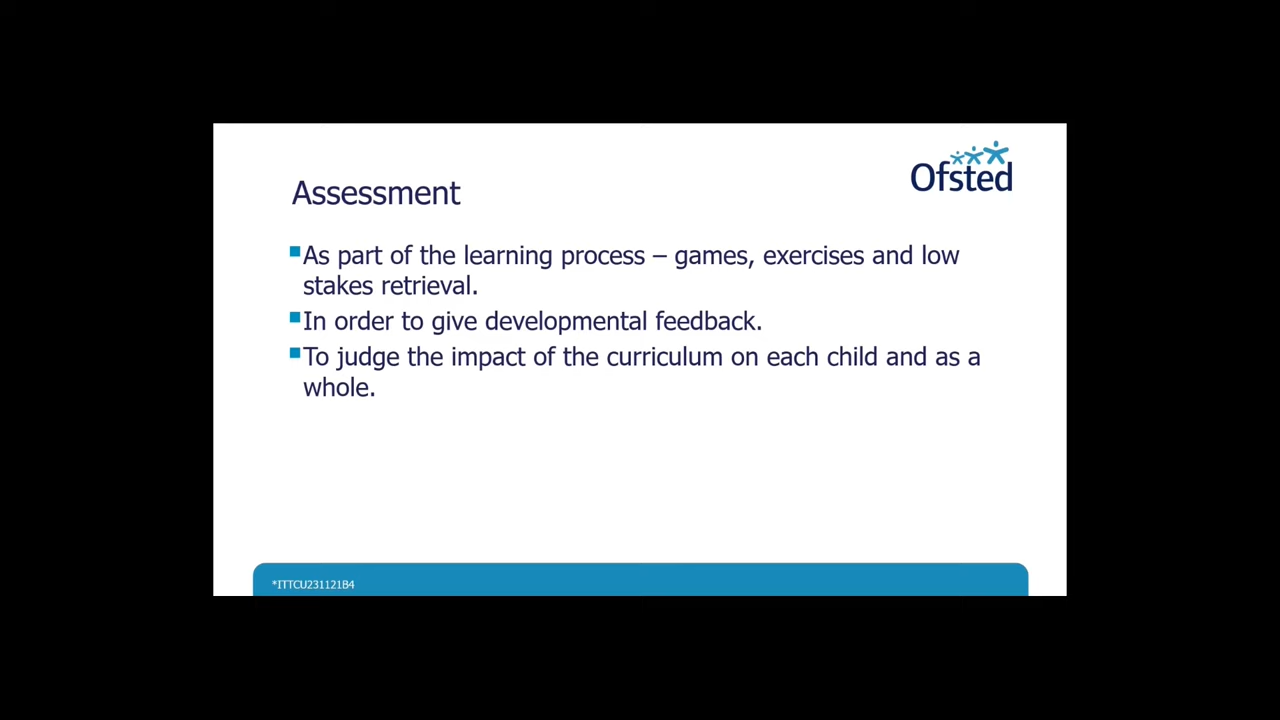 Ofsted
Assessment
▪As part of the learning process – games, exercises and low
stakes retrieval.
▪In order to give developmental feedback.
▪To judge the impact of the curriculum on each child and as a
whole.
*ITTCU231121B4